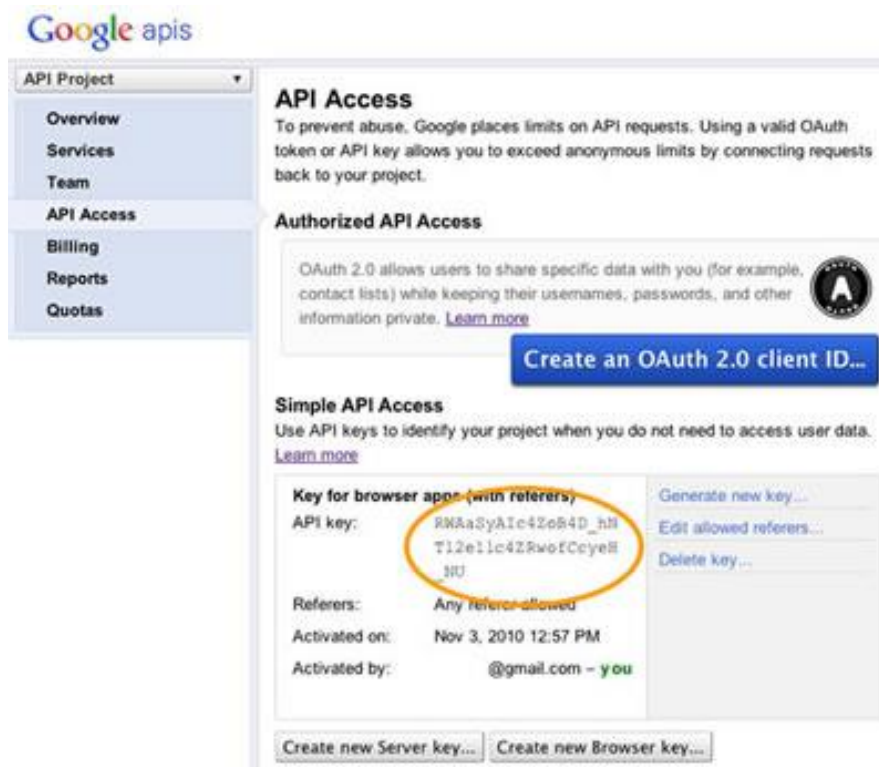 Google apis
API Project
Overview
Services
Team
API Access
Billing
Reports
Quotas
API Access
To prevent abuse, Google places limits on API requests. Using a valid OAuth
token or API key allows you to exceed anonymous limits by connecting requests
back to your project.
Authorized API Access
OAuth 2.0 allows users to share specific data with you (for example,
contact lists) while keeping their usernames, passwords, and other
information private. Learn more
Create an OAuth 2.0 client ID...
Simple API Access
Use API keys to identify your project when you do not need to access user data.
Learn more
Key for browser apps (with referers)
API key:
Referers: Any referer allowed
Activated on: Nov 3, 2010 12:57 PM
Activated by: @gmail.com – you
Generate new key...
Edit allowed referers...
Delete key...
Create new Server key...
Create new Browser key...